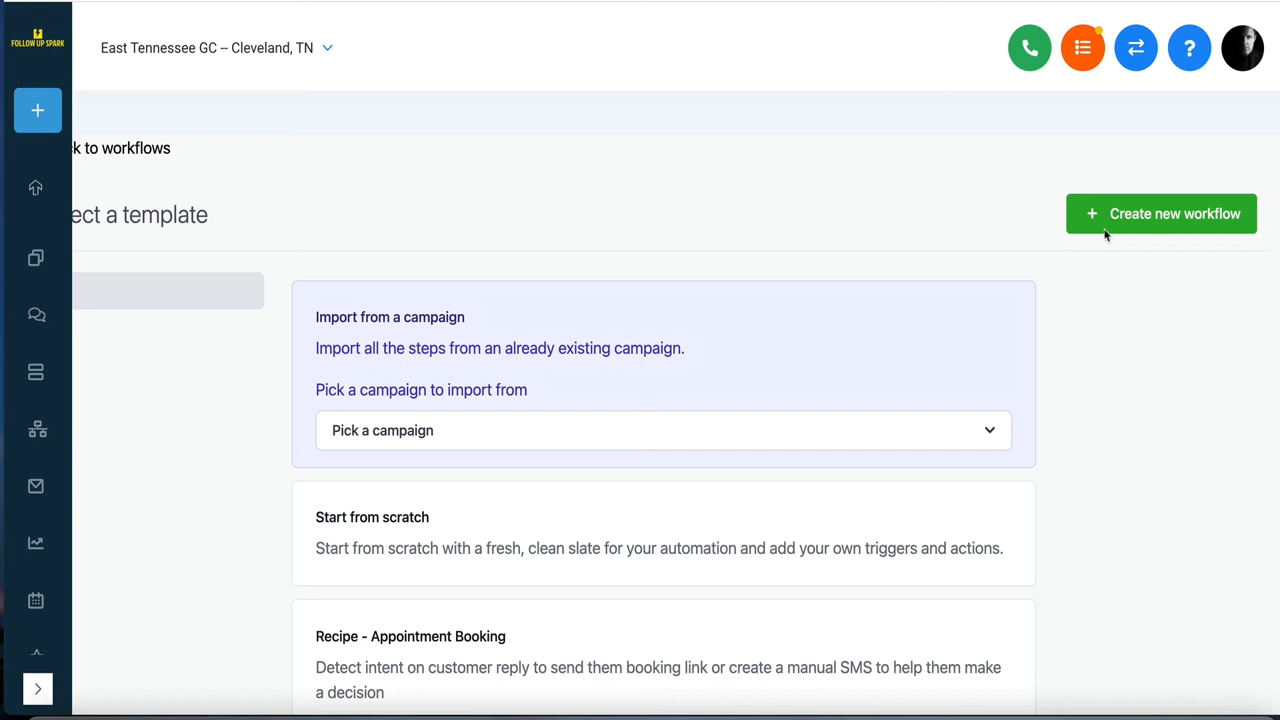 FOLLOW UP SPARK
East Tennessee GC -- Cleveland, TN
k to workflows
ect a template
+ Create new workflow
Import from a campaign
Import all the steps from an already existing campaign.
Pick a campaign to import from
Pick a campaign
Start from scratch
Start from scratch with a fresh, clean slate for your automation and add your own triggers and actions.
Recipe - Appointment Booking
Detect intent on customer reply to send them booking link or create a manual SMS to help them make
a decision